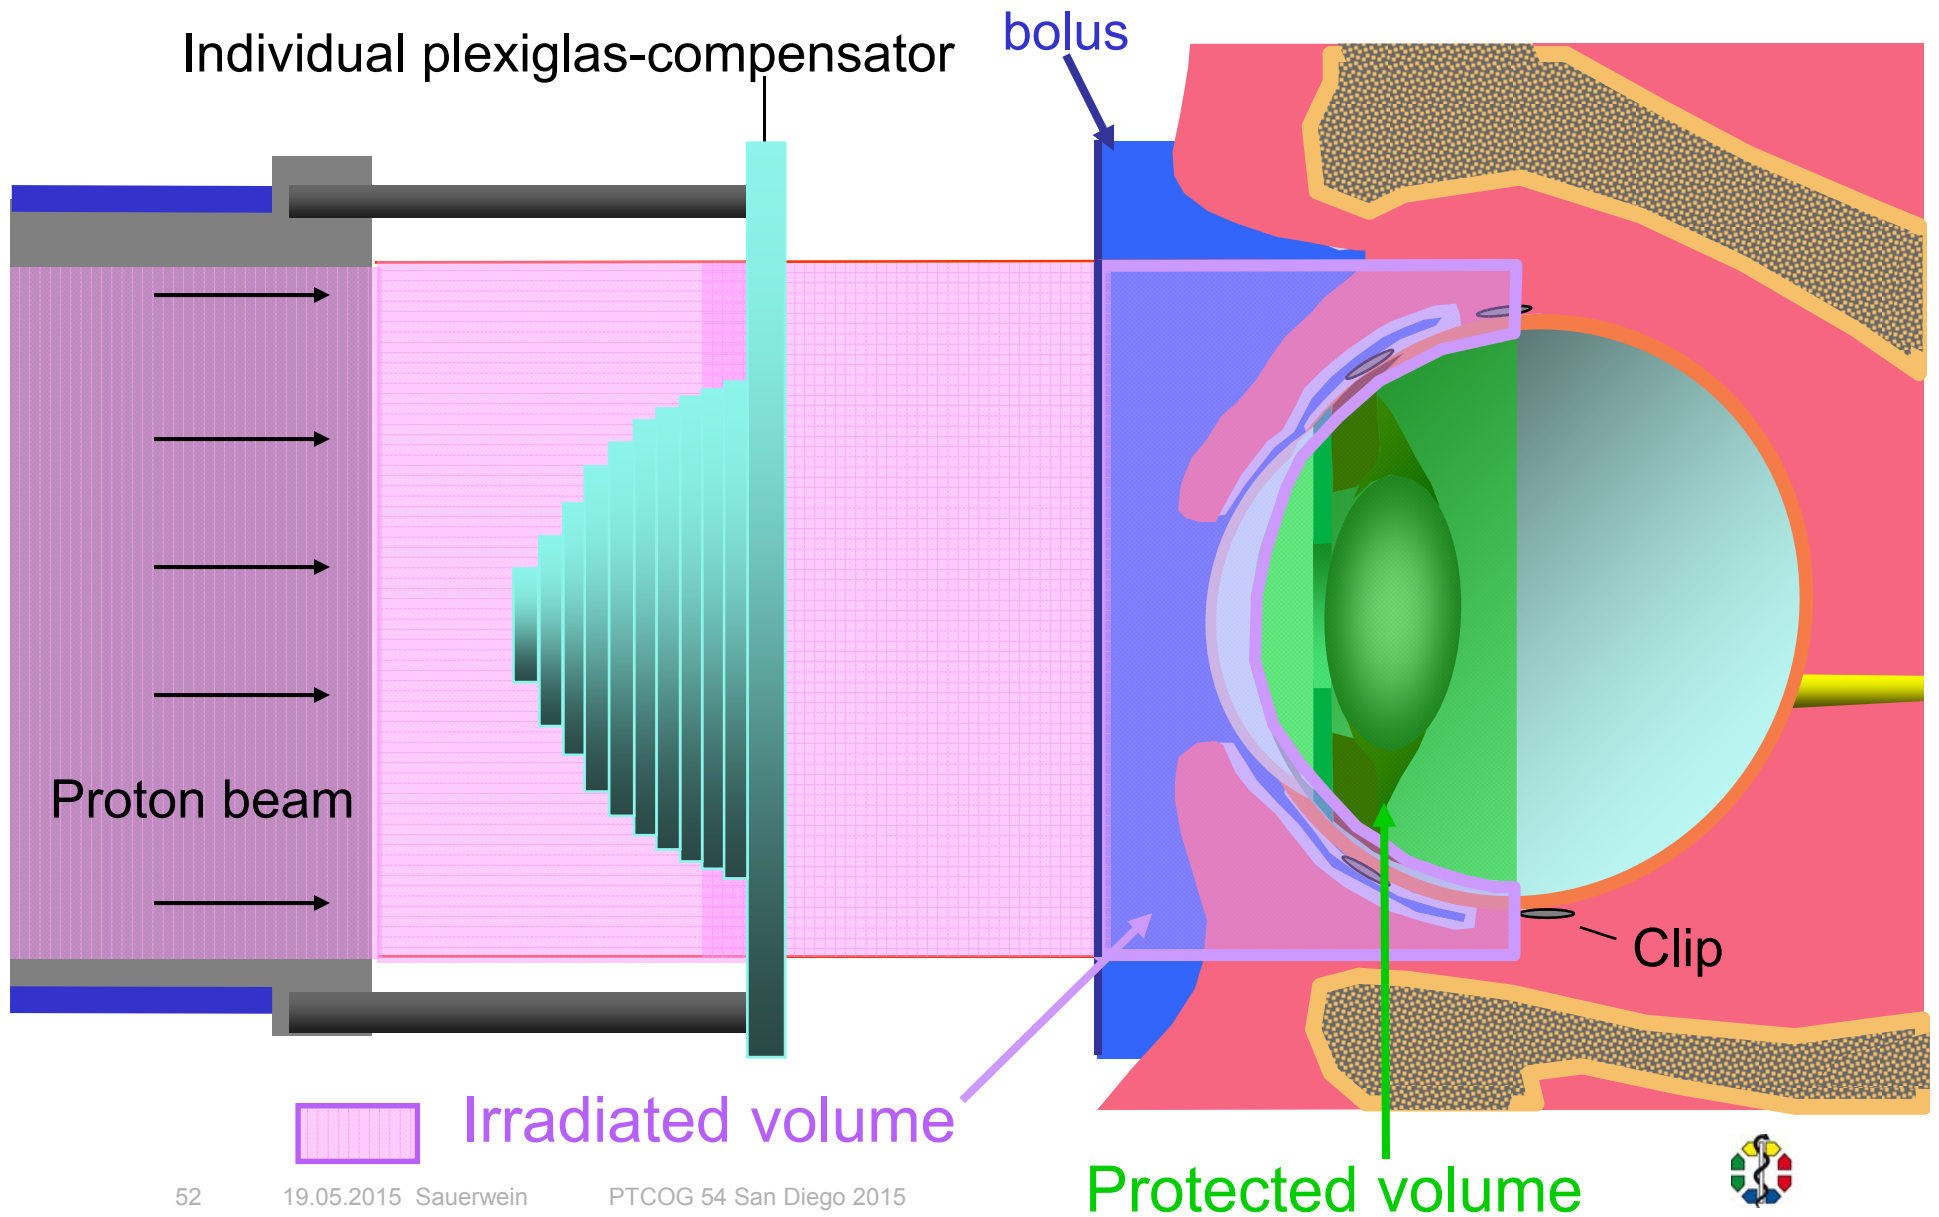 Individual plexiglas-compensator
bolus
Proton beam
Clip
Irradiated volume
Protected volume
52 19.05.2015 Sauerwein PTCOG 54 San Diego 2015